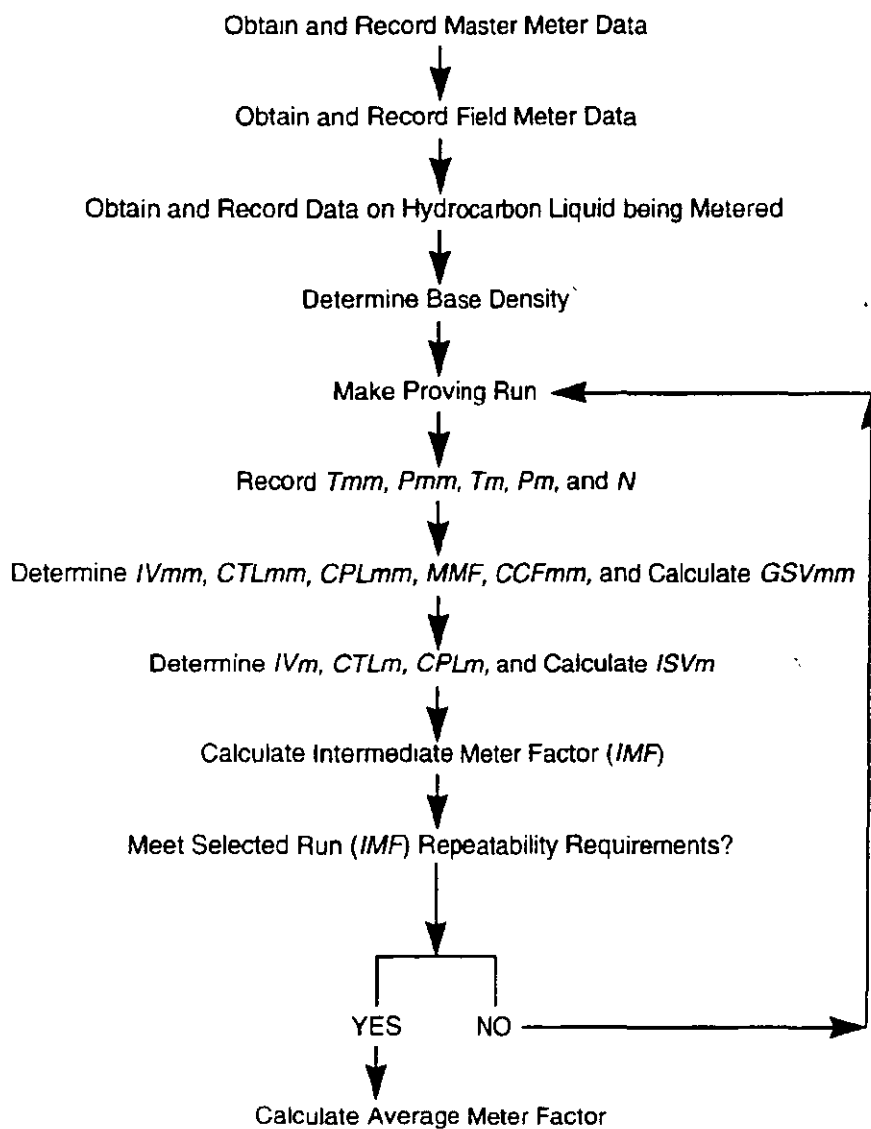 Obtain and Record Master Meter Data
Obtain and Record Field Meter Data
Obtain and Record Data on Hydrocarbon Liquid being Metered
Determine Base Density
Make Proving Run
Record Tmm, Pmm, Tm, Pm, and N
Determine IVmm, CTLmm, CPLmm, MMF, CCFmm, and Calculate GSVmm
Determine IVm, CTLm, CPLm, and Calculate ISVm
Calculate Intermediate Meter Factor (IMF)
Meet Selected Run (IMF) Repeatability Requirements?
YES NO
Calculate Average Meter Factor